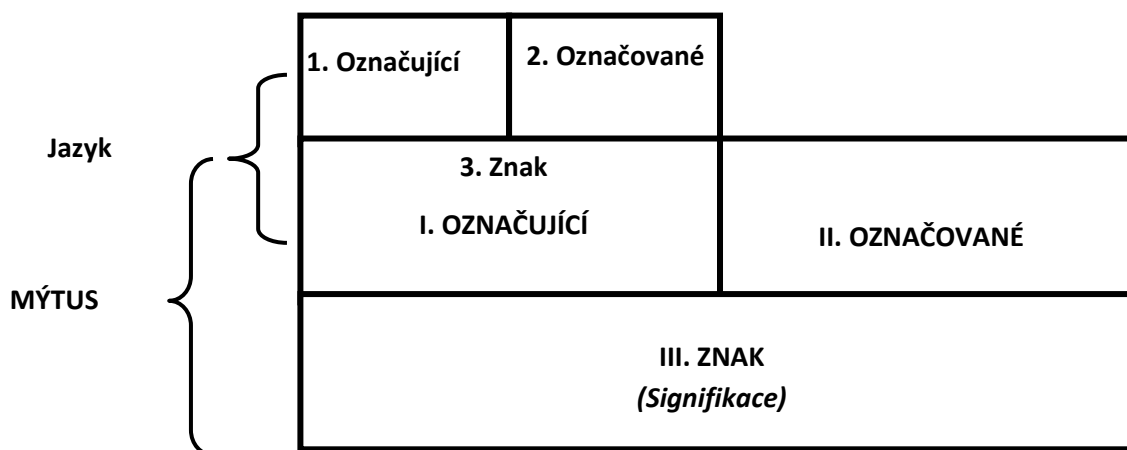 1. Označující
2. Označované
Jazyk
3. Znak
I. OZNAČUJÍCÍ
II. OZNAČOVANÉ
MÝTUS
III. ZNAK
(Signifikace)